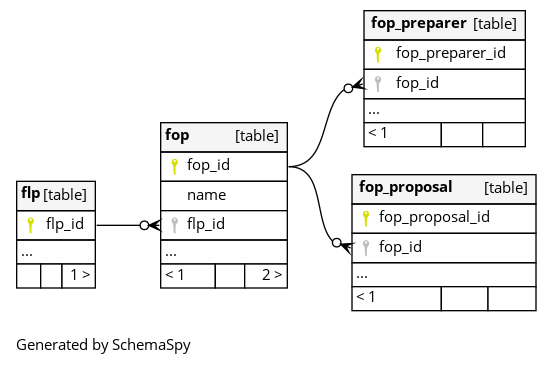 fop_preparer [table]
fop_preparer_id
fop_id
...
< 1
fop [table]
fop_id
name
flp_id
...
< 1 2 >
flp [table]
flp_id
...
1 >
fop_proposal [table]
fop_proposal_id
fop_id
...
< 1
Generated by SchemaSpy